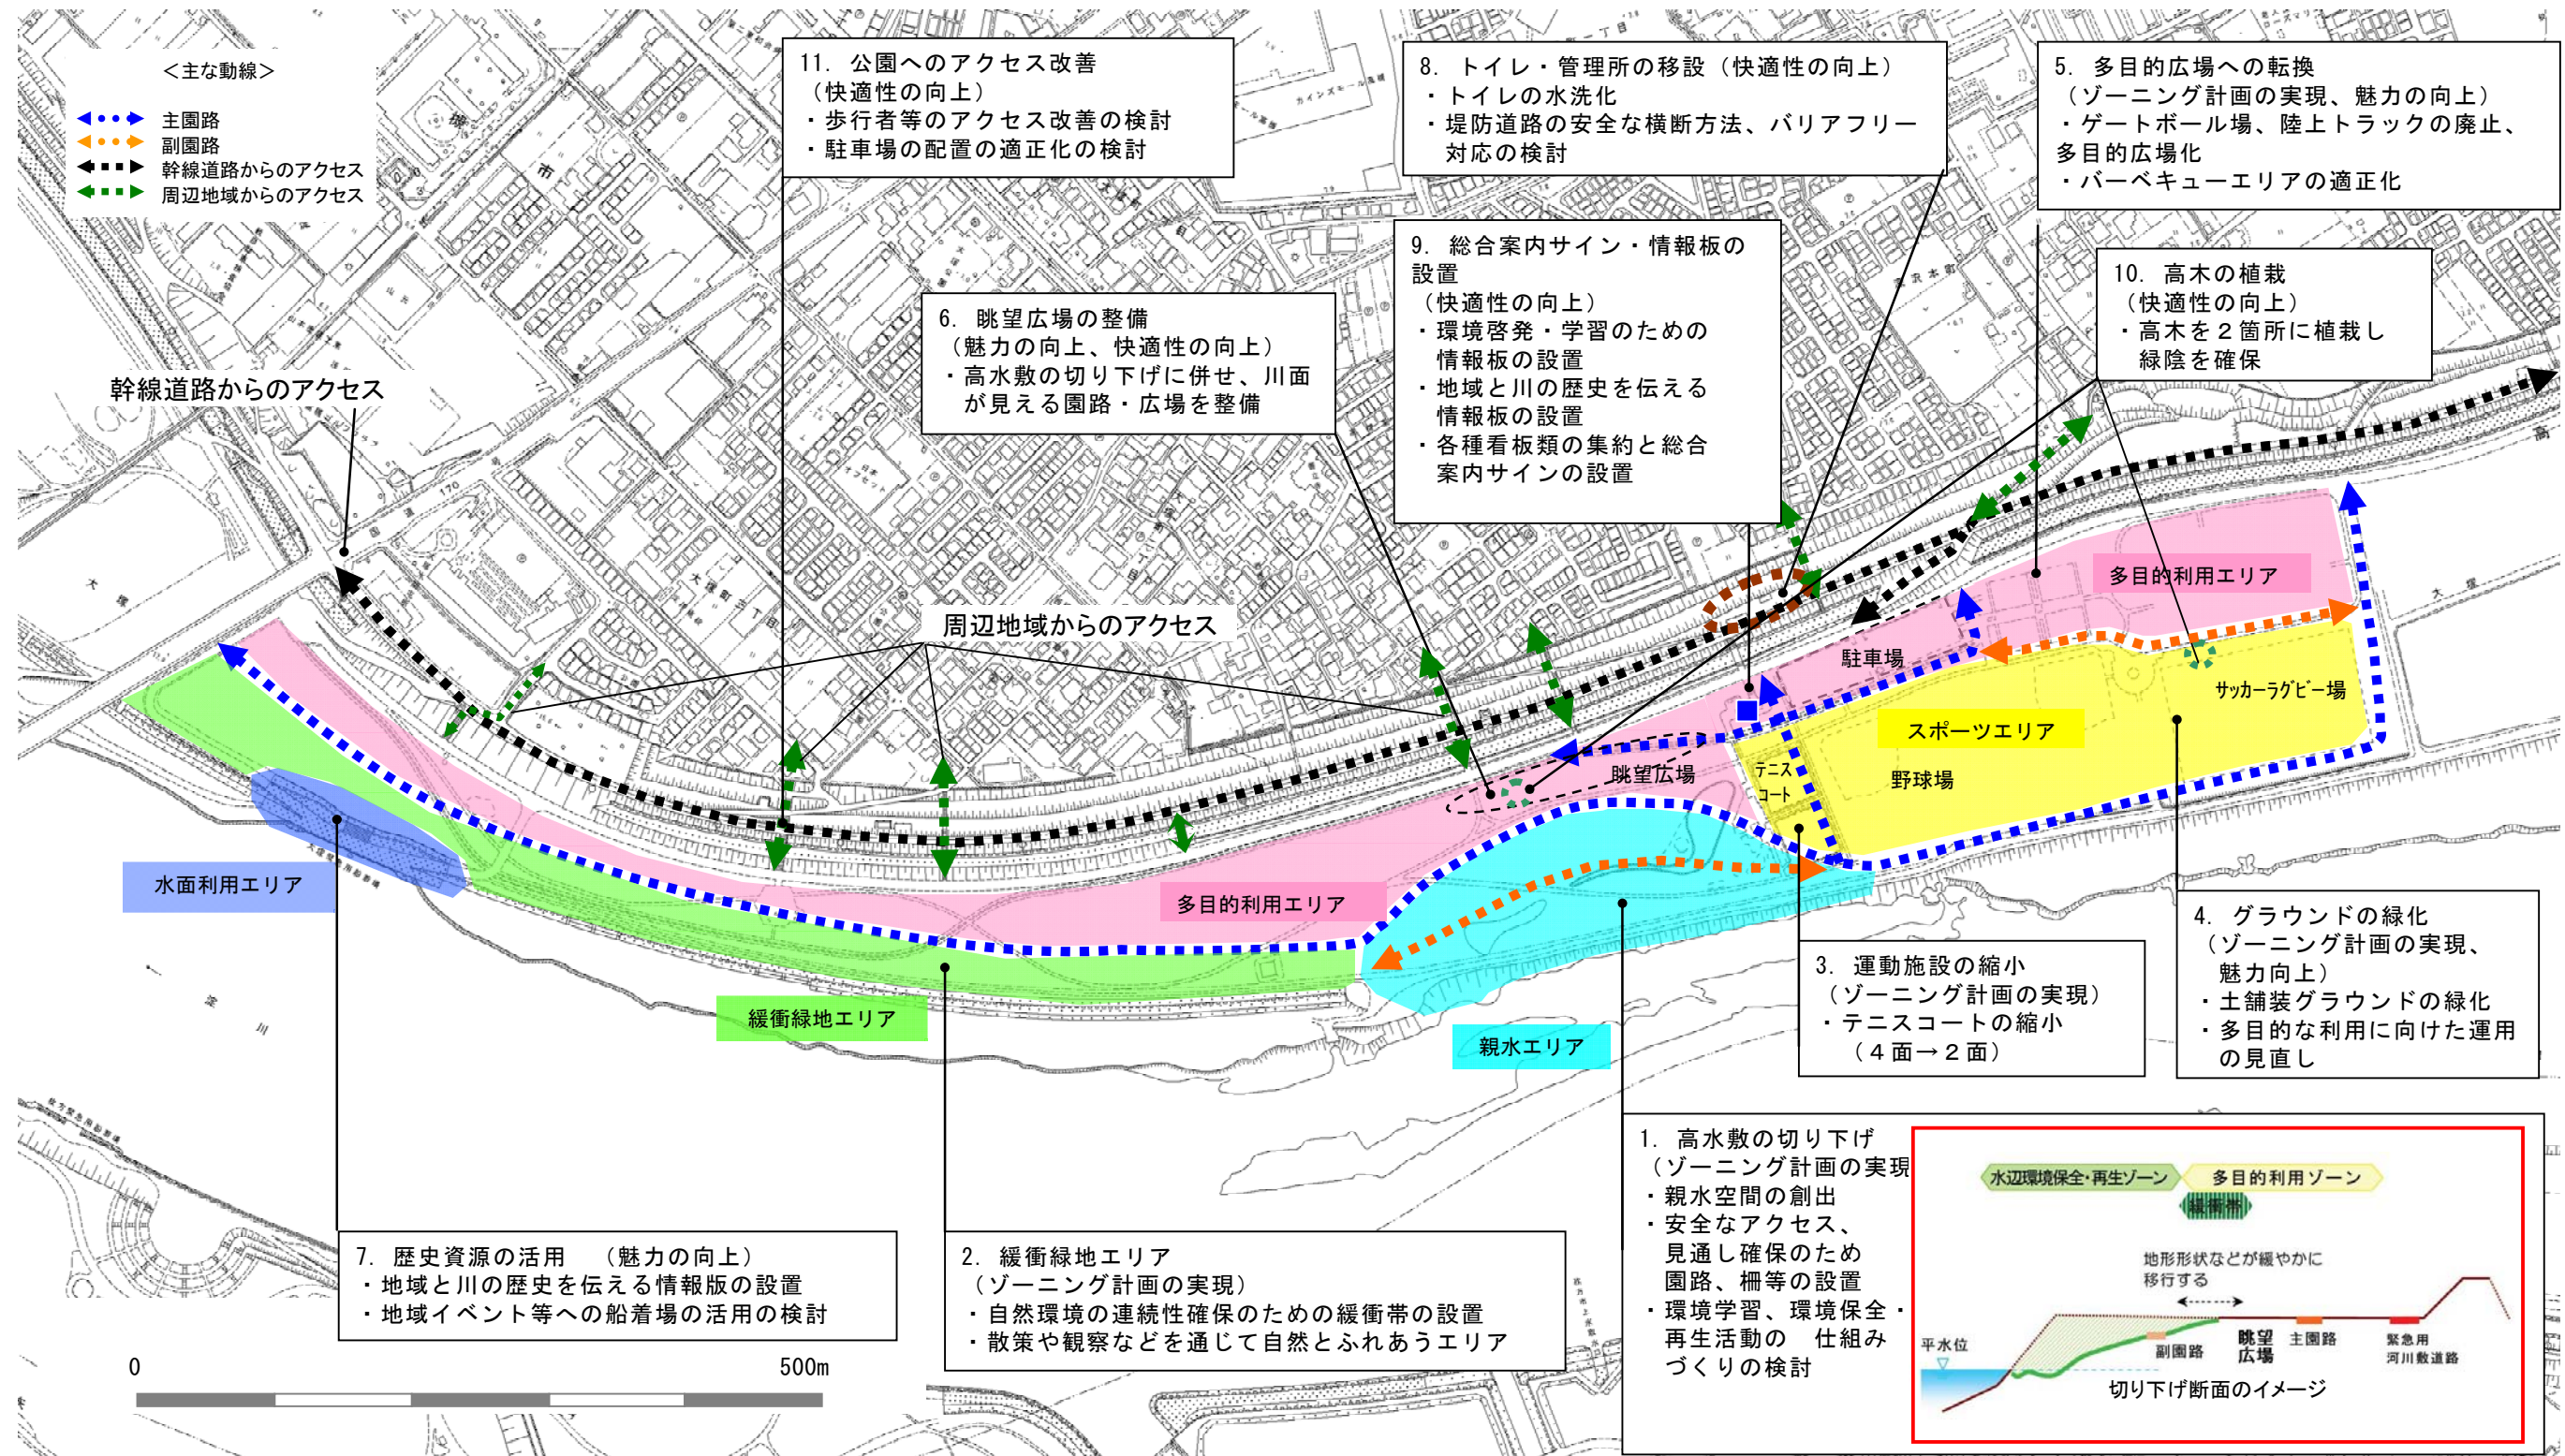 ＜主な動線＞
主園路
副園路
幹線道路からのアクセス
周辺地域からのアクセス
11. 公園へのアクセス改善
（快適性の向上）
・歩行者等のアクセス改善の検討
・駐車場の配置の適正化の検討
8. トイレ・管理所の移設（快適性の向上）
・トイレの水洗化
・堤防道路の安全な横断方法、バリアフリー
対応の検討
5. 多目的広場への転換
（ゾーニング計画の実現、魅力の向上）
・ゲートボール場、陸上トラックの廃止、
多目的広場化
・バーベキューエリアの適正化
9. 総合案内サイン・情報板の
設置
（快適性の向上）
・環境啓発・学習のための
情報板の設置
・地域と川の歴史を伝える
情報板の設置
・各種看板類の集約と総合
案内サインの設置
10. 高木の植栽
（快適性の向上）
・高木を２箇所に植栽し
緑陰を確保
6. 眺望広場の整備
（魅力の向上、快適性の向上）
・高水敷の切り下げに併せ、川面
が見える園路・広場を整備
幹線道路からのアクセス
周辺地域からのアクセス
カインズモール高槻
市
170
高
大塚
大塚
多目的利用エリア
駐車場
サッカーラグビー場
スポーツエリア
テニス
コート
野球場
眺望広場
水面利用エリア
多目的利用エリア
緩衝緑地エリア
親水エリア
淀川
3. 運動施設の縮小
（ゾーニング計画の実現）
・テニスコートの縮小
（４面→２面）
4. グラウンドの緑化
（ゾーニング計画の実現、
魅力向上）
・土舗装グラウンドの緑化
・多目的な利用に向けた運用
の見直し
7. 歴史資源の活用　（魅力の向上）
・地域と川の歴史を伝える情報版の設置
・地域イベント等への船着場の活用の検討
2. 緩衝緑地エリア
（ゾーニング計画の実現）
・自然環境の連続性確保のための緩衝帯の設置
・散策や観察などを通じて自然とふれあうエリア
1. 高水敷の切り下げ
（ゾーニング計画の実現
・親水空間の創出
・安全なアクセス、
見通し確保のため
園路、柵等の設置
・環境学習、環境保全・
再生活動の　仕組み
づくりの検討
水辺環境保全・再生ゾーン
多目的利用ゾーン
緩衝帯
地形形状などが緩やかに
移行する
平水位
副園路
眺望
広場
主園路
緊急用
河川敷道路
切り下げ断面のイメージ
0
500m